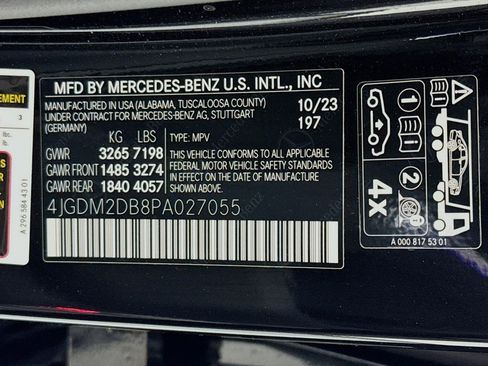 MFD BY MERCEDES-BENZ U.S. INTL., INC
MANUFACTURED IN USA (ALABAMA, TUSCALOOSA COUNTY)
UNDER CONTRACT FOR MERCEDES-BENZ AG, STUTTGART
(GERMANY)
10/23
197
KG LBS
GVWR 3265 7198
GAWR FRONT 1485 3274
GAWR REAR 1840 4057
TYPE: MPV
THIS VEHICLE CONFORMS TO ALL APPLICABLE
FEDERAL MOTOR VEHICLE SAFETY STANDARDS
IN EFFECT ON THE DATE OF MANUFACTURE
SHOWN ABOVE.
4JGDM2DB8PA027055
EMENT
3
lbs.
lb.
A 296 584 43 01
1
2
4x
A 000 817 53 01